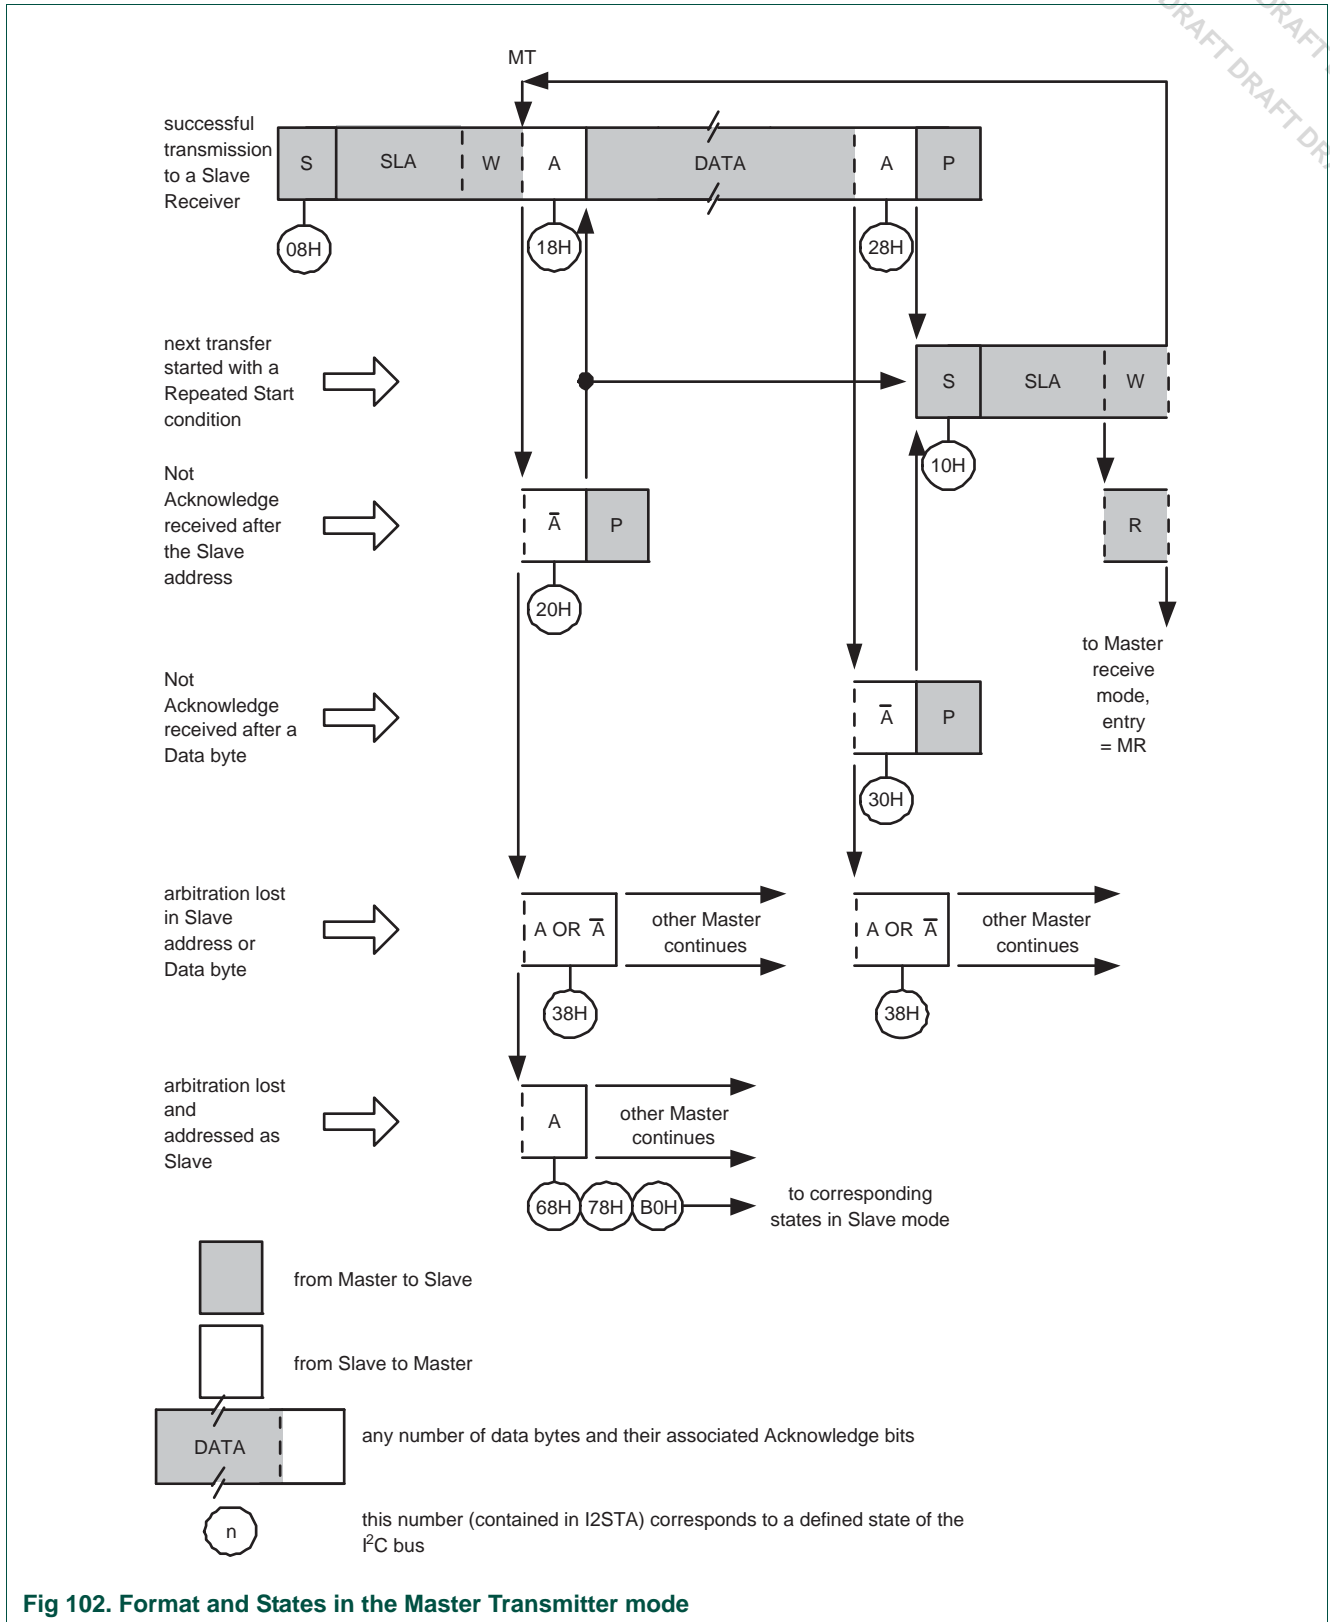 DRAFT DRAFT DR
DRAFT
MT
successful
transmission
to a Slave
Receiver
S
SLA
W
A
DATA
A
P
08H
18H
28H
next transfer
started with a
Repeated Start
condition
S
SLA
W
10H
Not
Acknowledge
received after
the Slave
address
A̅
P
R
20H
to Master
receive
mode,
entry
= MR
Not
Acknowledge
received after a
Data byte
A̅
P
30H
arbitration lost
in Slave
address or
Data byte
A OR A̅
other Master
continues
A OR A̅
other Master
continues
38H
38H
arbitration lost
and
addressed as
Slave
A
other Master
continues
68H
78H
B0H
to corresponding
states in Slave mode
from Master to Slave
from Slave to Master
DATA
any number of data bytes and their associated Acknowledge bits
n
this number (contained in I2STA) corresponds to a defined state of the
I²C bus
Fig 102. Format and States in the Master Transmitter mode